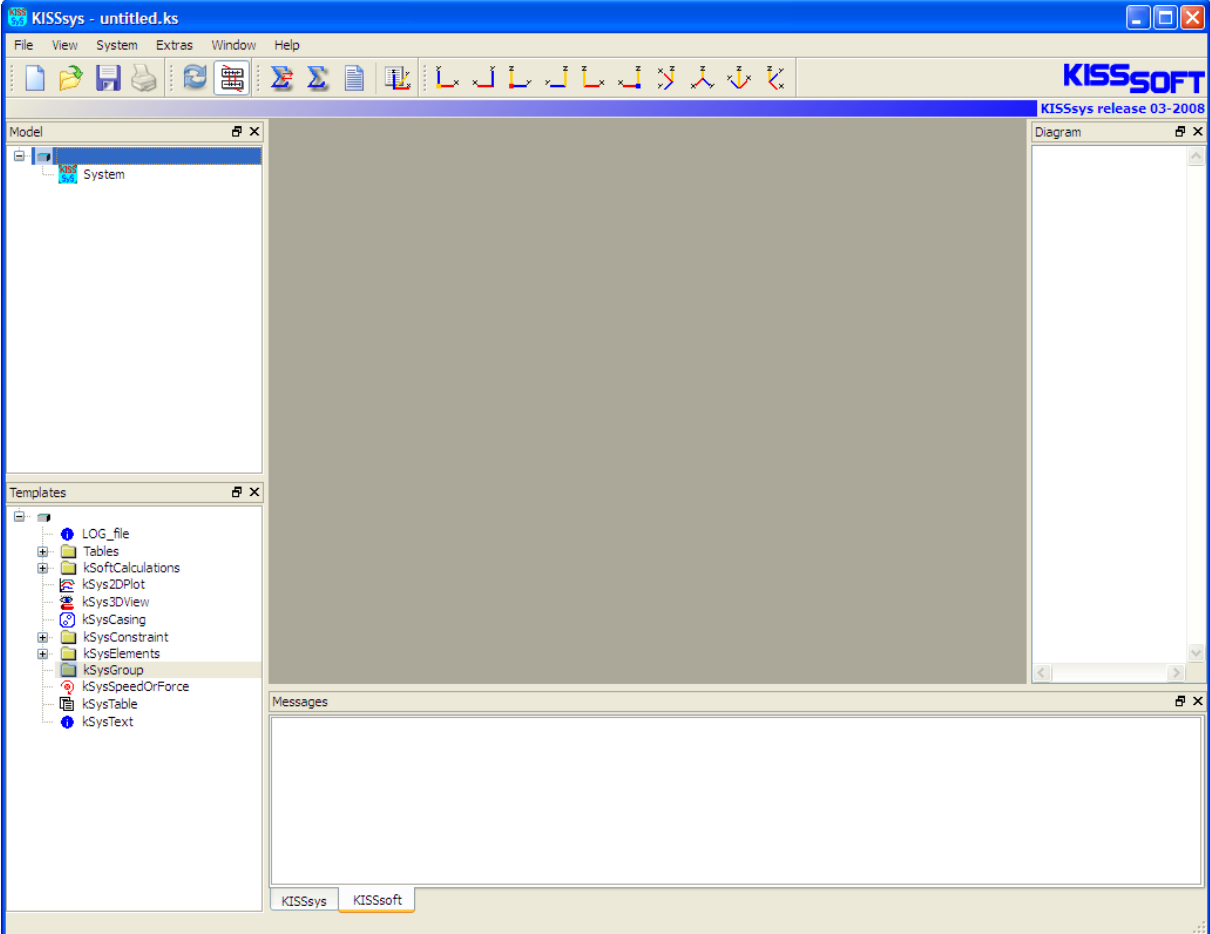 KISSsys - untitled.ks
File View System Extras Window Help
KISSsoft
KISSsys release 03-2008
Model
System
Diagram
Templates
LOG_file
Tables
kSoftCalculations
kSys2DPlot
kSys3DView
kSysCasing
kSysConstraint
kSysElements
kSysGroup
kSysSpeedOrForce
kSysTable
kSysText
Messages
KISSsys KISSsoft